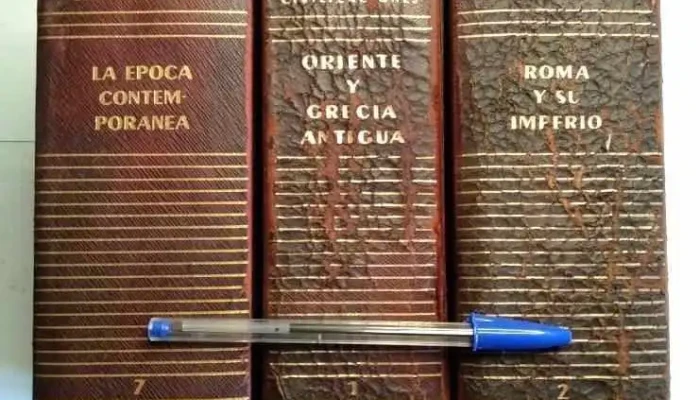 LA EPOCA
CONTEM-
PORANEA
7
ORIENTE
Y
GRECIA
ANTIGUA
1
ROMA
Y SU
IMPERIO
2